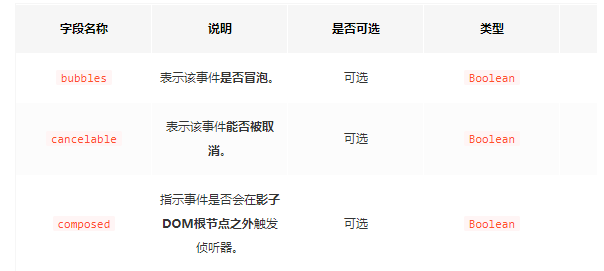 字段名称 说明 是否可选 类型
bubbles 表示该事件是否冒泡。 可选 Boolean
cancelable 表示该事件能否被取
消。 可选 Boolean
composed 指示事件是否会在影子
DOM根节点之外触发
侦听器。 可选 Boolean